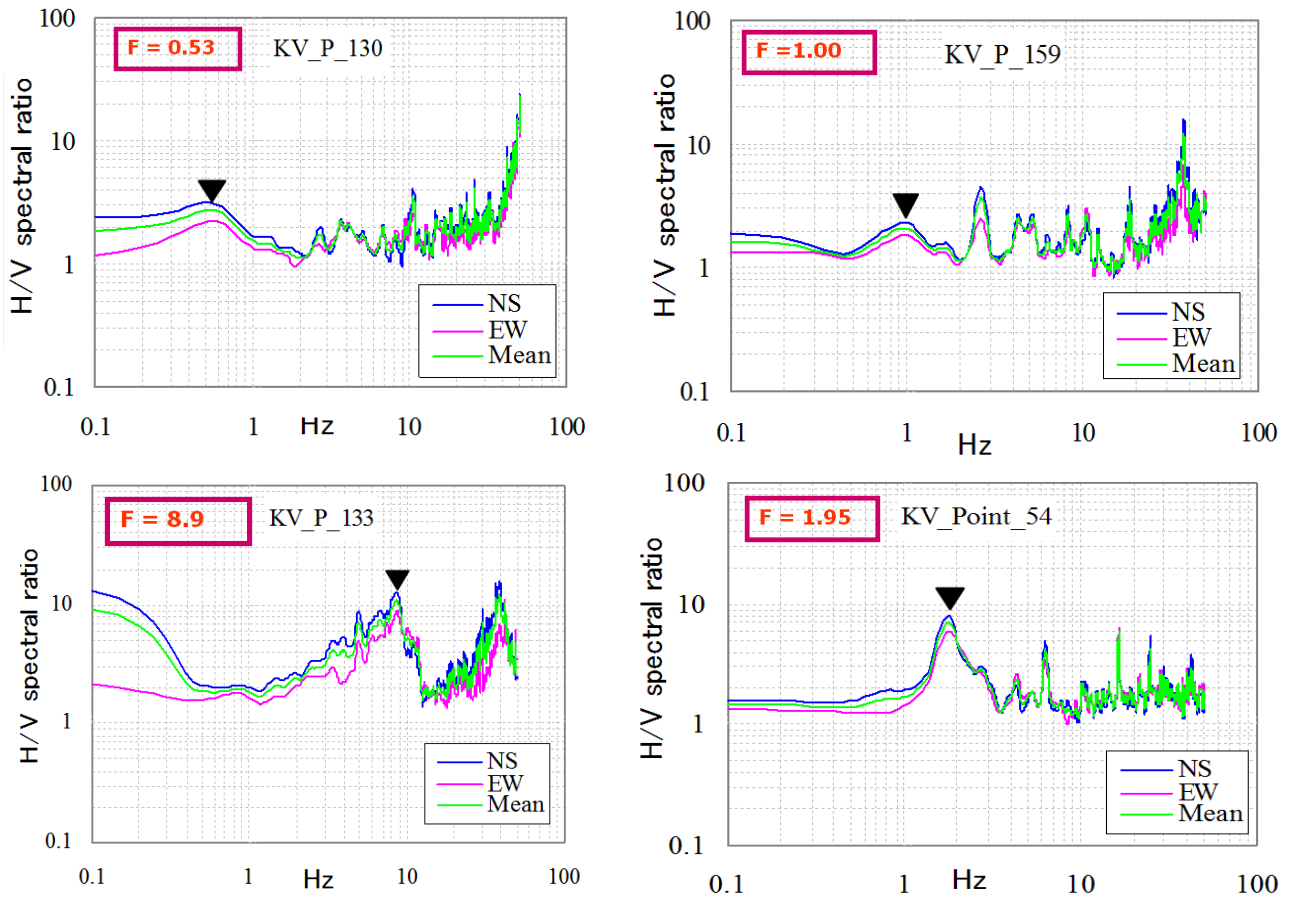 F = 0.53
KV_P_130
H/V spectral ratio
100
10
1
0.1
NS
EW
Mean
0.1 1 Hz 10 100
F =1.00
KV_P_159
H/V spectral ratio
100
10
1
0.1
NS
EW
Mean
0.1 1 10 100
Hz
F = 8.9
KV_P_133
H/V spectral ratio
100
10
1
0.1
NS
EW
Mean
0.1 1 Hz 10 100
F = 1.95
KV_Point_54
H/V spectral ratio
100
10
1
0.1
NS
EW
Mean
0.1 1 Hz 10 100